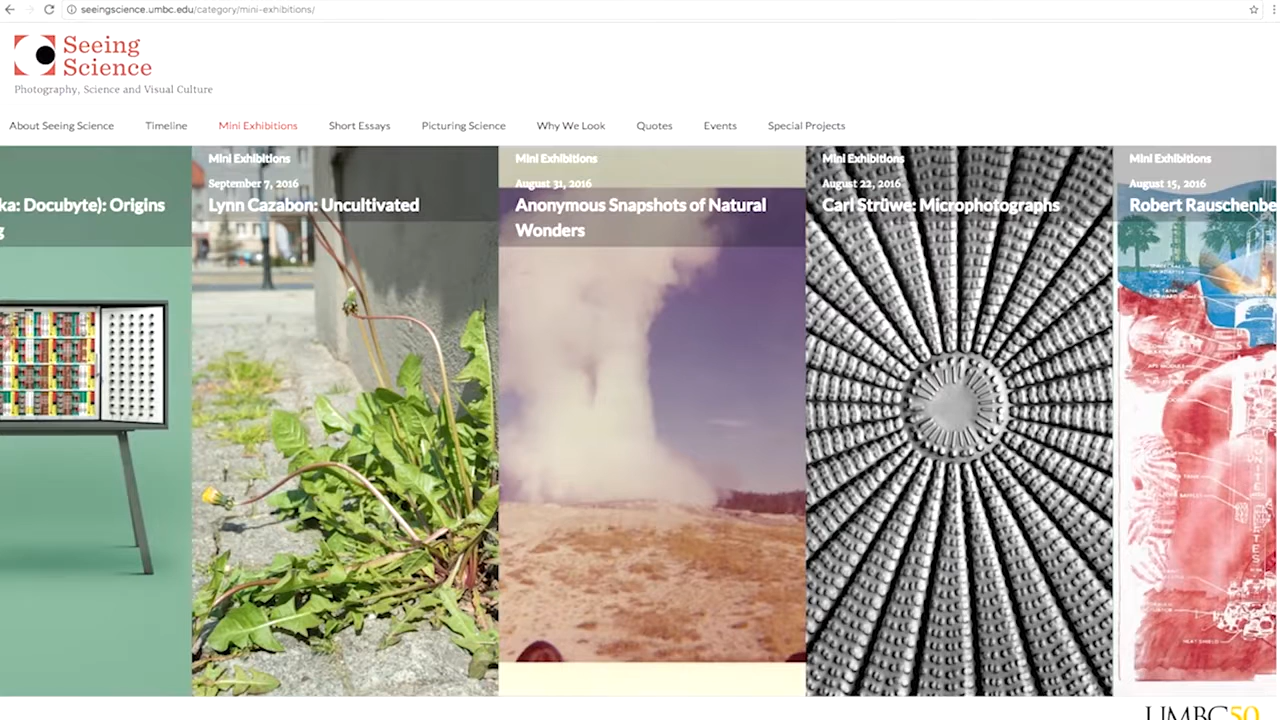 seeingscience.umbc.edu/category/mini-exhibitions/
Seeing
Science
Photography, Science and Visual Culture
About Seeing Science Timeline Mini Exhibitions Short Essays Picturing Science Why We Look Quotes Events Special Projects
ka: Docubyte): Origins
g
Mini Exhibitions
September 7, 2016
Lynn Cazabon: Uncultivated
Mini Exhibitions
August 31, 2016
Anonymous Snapshots of Natural
Wonders
Mini Exhibitions
August 22, 2016
Carl Strüwe: Microphotographs
Mini Exhibitions
August 15, 2016
Robert Rauschenbe
HEAT SHIELD
UMBC50